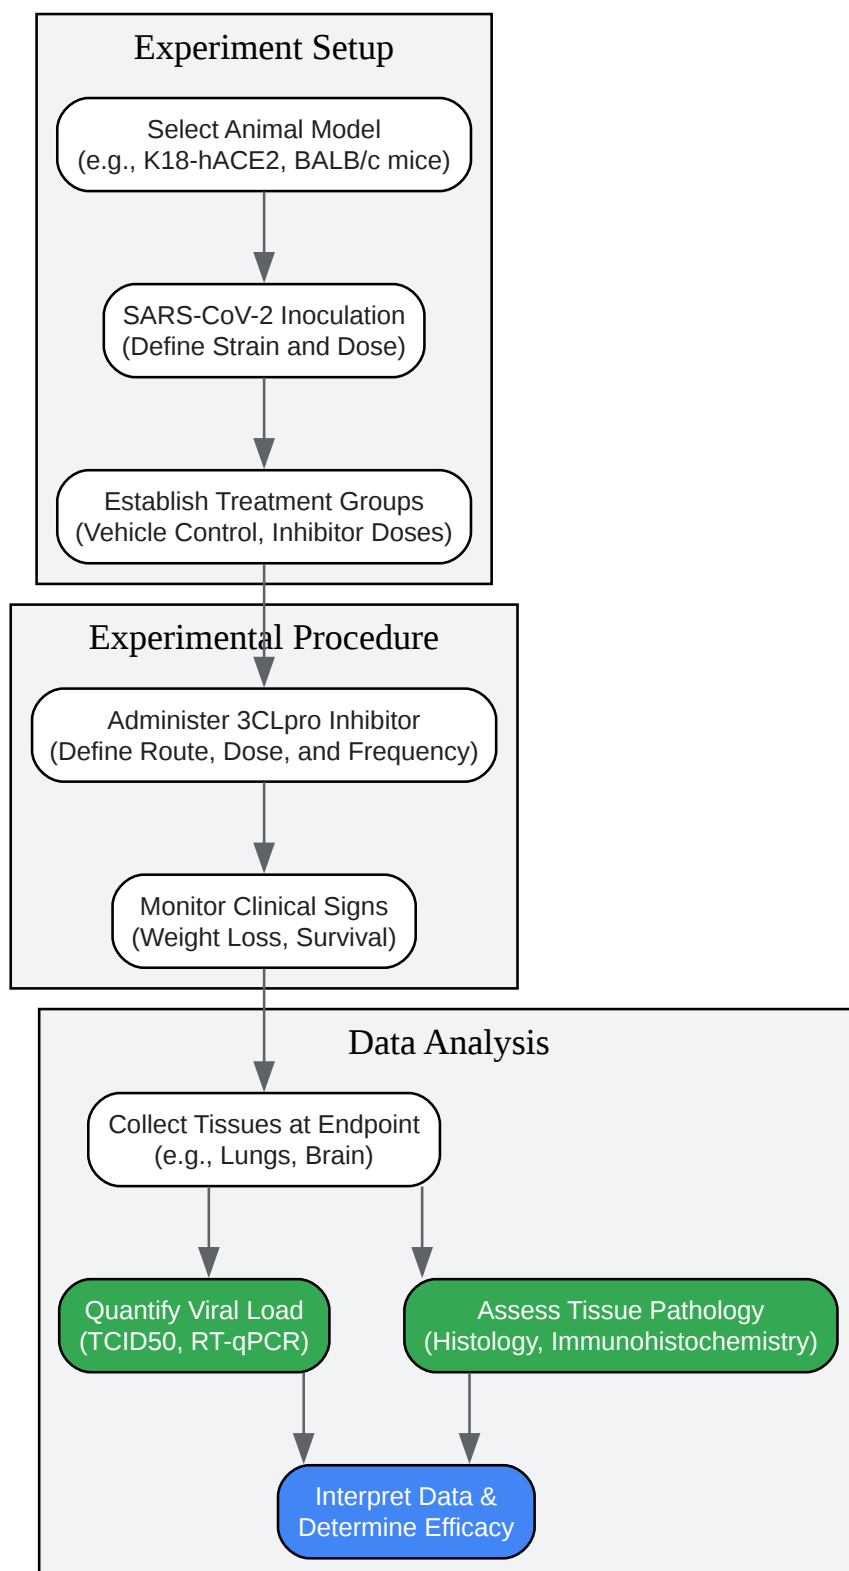 Experiment Setup
Select Animal Model
(e.g., K18-hACE2, BALB/c mice)
SARS-CoV-2 Inoculation
(Define Strain and Dose)
Establish Treatment Groups
(Vehicle Control, Inhibitor Doses)
Experimental Procedure
Administer 3CLpro Inhibitor
(Define Route, Dose, and Frequency)
Monitor Clinical Signs
(Weight Loss, Survival)
Data Analysis
Collect Tissues at Endpoint
(e.g., Lungs, Brain)
Quantify Viral Load
(TCID50, RT-qPCR)
Assess Tissue Pathology
(Histology, Immunohistochemistry)
Interpret Data &
Determine Efficacy